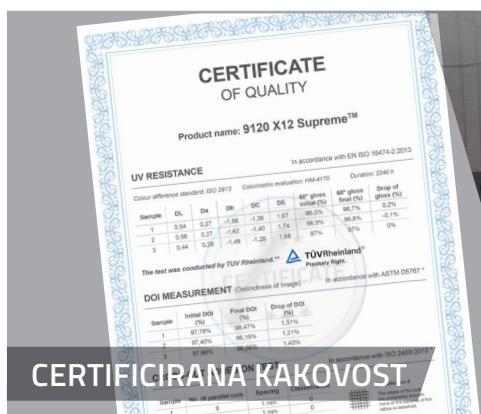 CERTIFICATE
OF QUALITY
Product name: 9120 X12 Supreme™
UV RESISTANCE In accordance with EN ISO 16474-2:2013
Colour difference standard: ISO 2813 Colorimetric evaluation: HM-4170 Duration: 2240 h
Sample DL Da Db DC DE 60° gloss initial (%) 60° gloss final (%) Drop of gloss (%)
1 0,54 0,27 -1,56 -1,36 1,67 96,5% 96,7% 0,2%
2 0,58 0,27 -1,62 -1,40 1,74 96,9% 96,8% -0,1%
3 0,44 0,29 -1,49 -1,29 1,58 97% 97% 0%
The test was conducted by TÜV Rheinland.** TÜVRheinland®
Precisely Right.
CERTIFICATE
DOI MEASUREMENT (Distinctness of Image) In accordance with ASTM D5767 *
Sample Initial DOI (%) Final DOI (%) Drop of DOI (%)
1 97,78% 96,47% 1,31%
2 97,40% 96,19% 1,21%
3 97,96% 1,40%
In accordance with ISO 2409:2013 *
CERTIFICIRANA KAKOVOST
Sample No. of parallel cuts Spacing
1 6 1 mm 0
1 mm 0